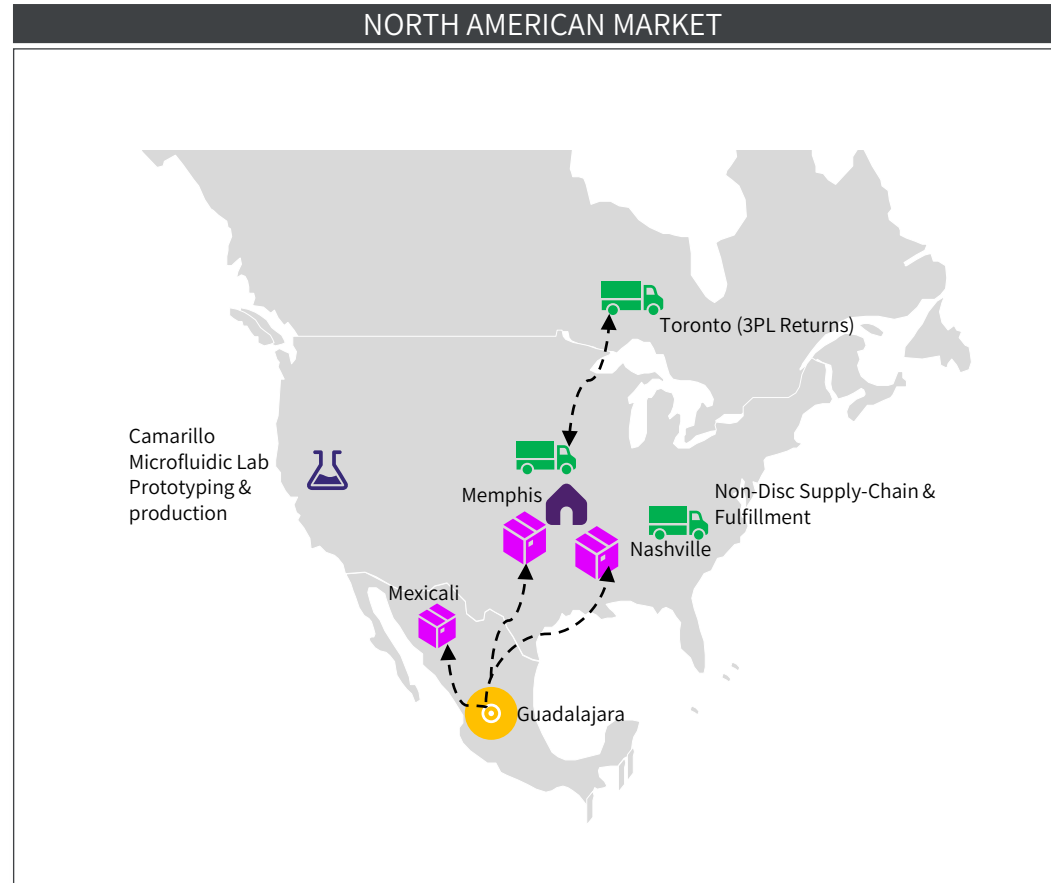 NORTH AMERICAN MARKET
Toronto (3PL Returns)
Camarillo
Microfluidic Lab
Prototyping &
production
Memphis
Non-Disc Supply-Chain &
Fulfillment
Nashville
Mexicali
Guadalajara